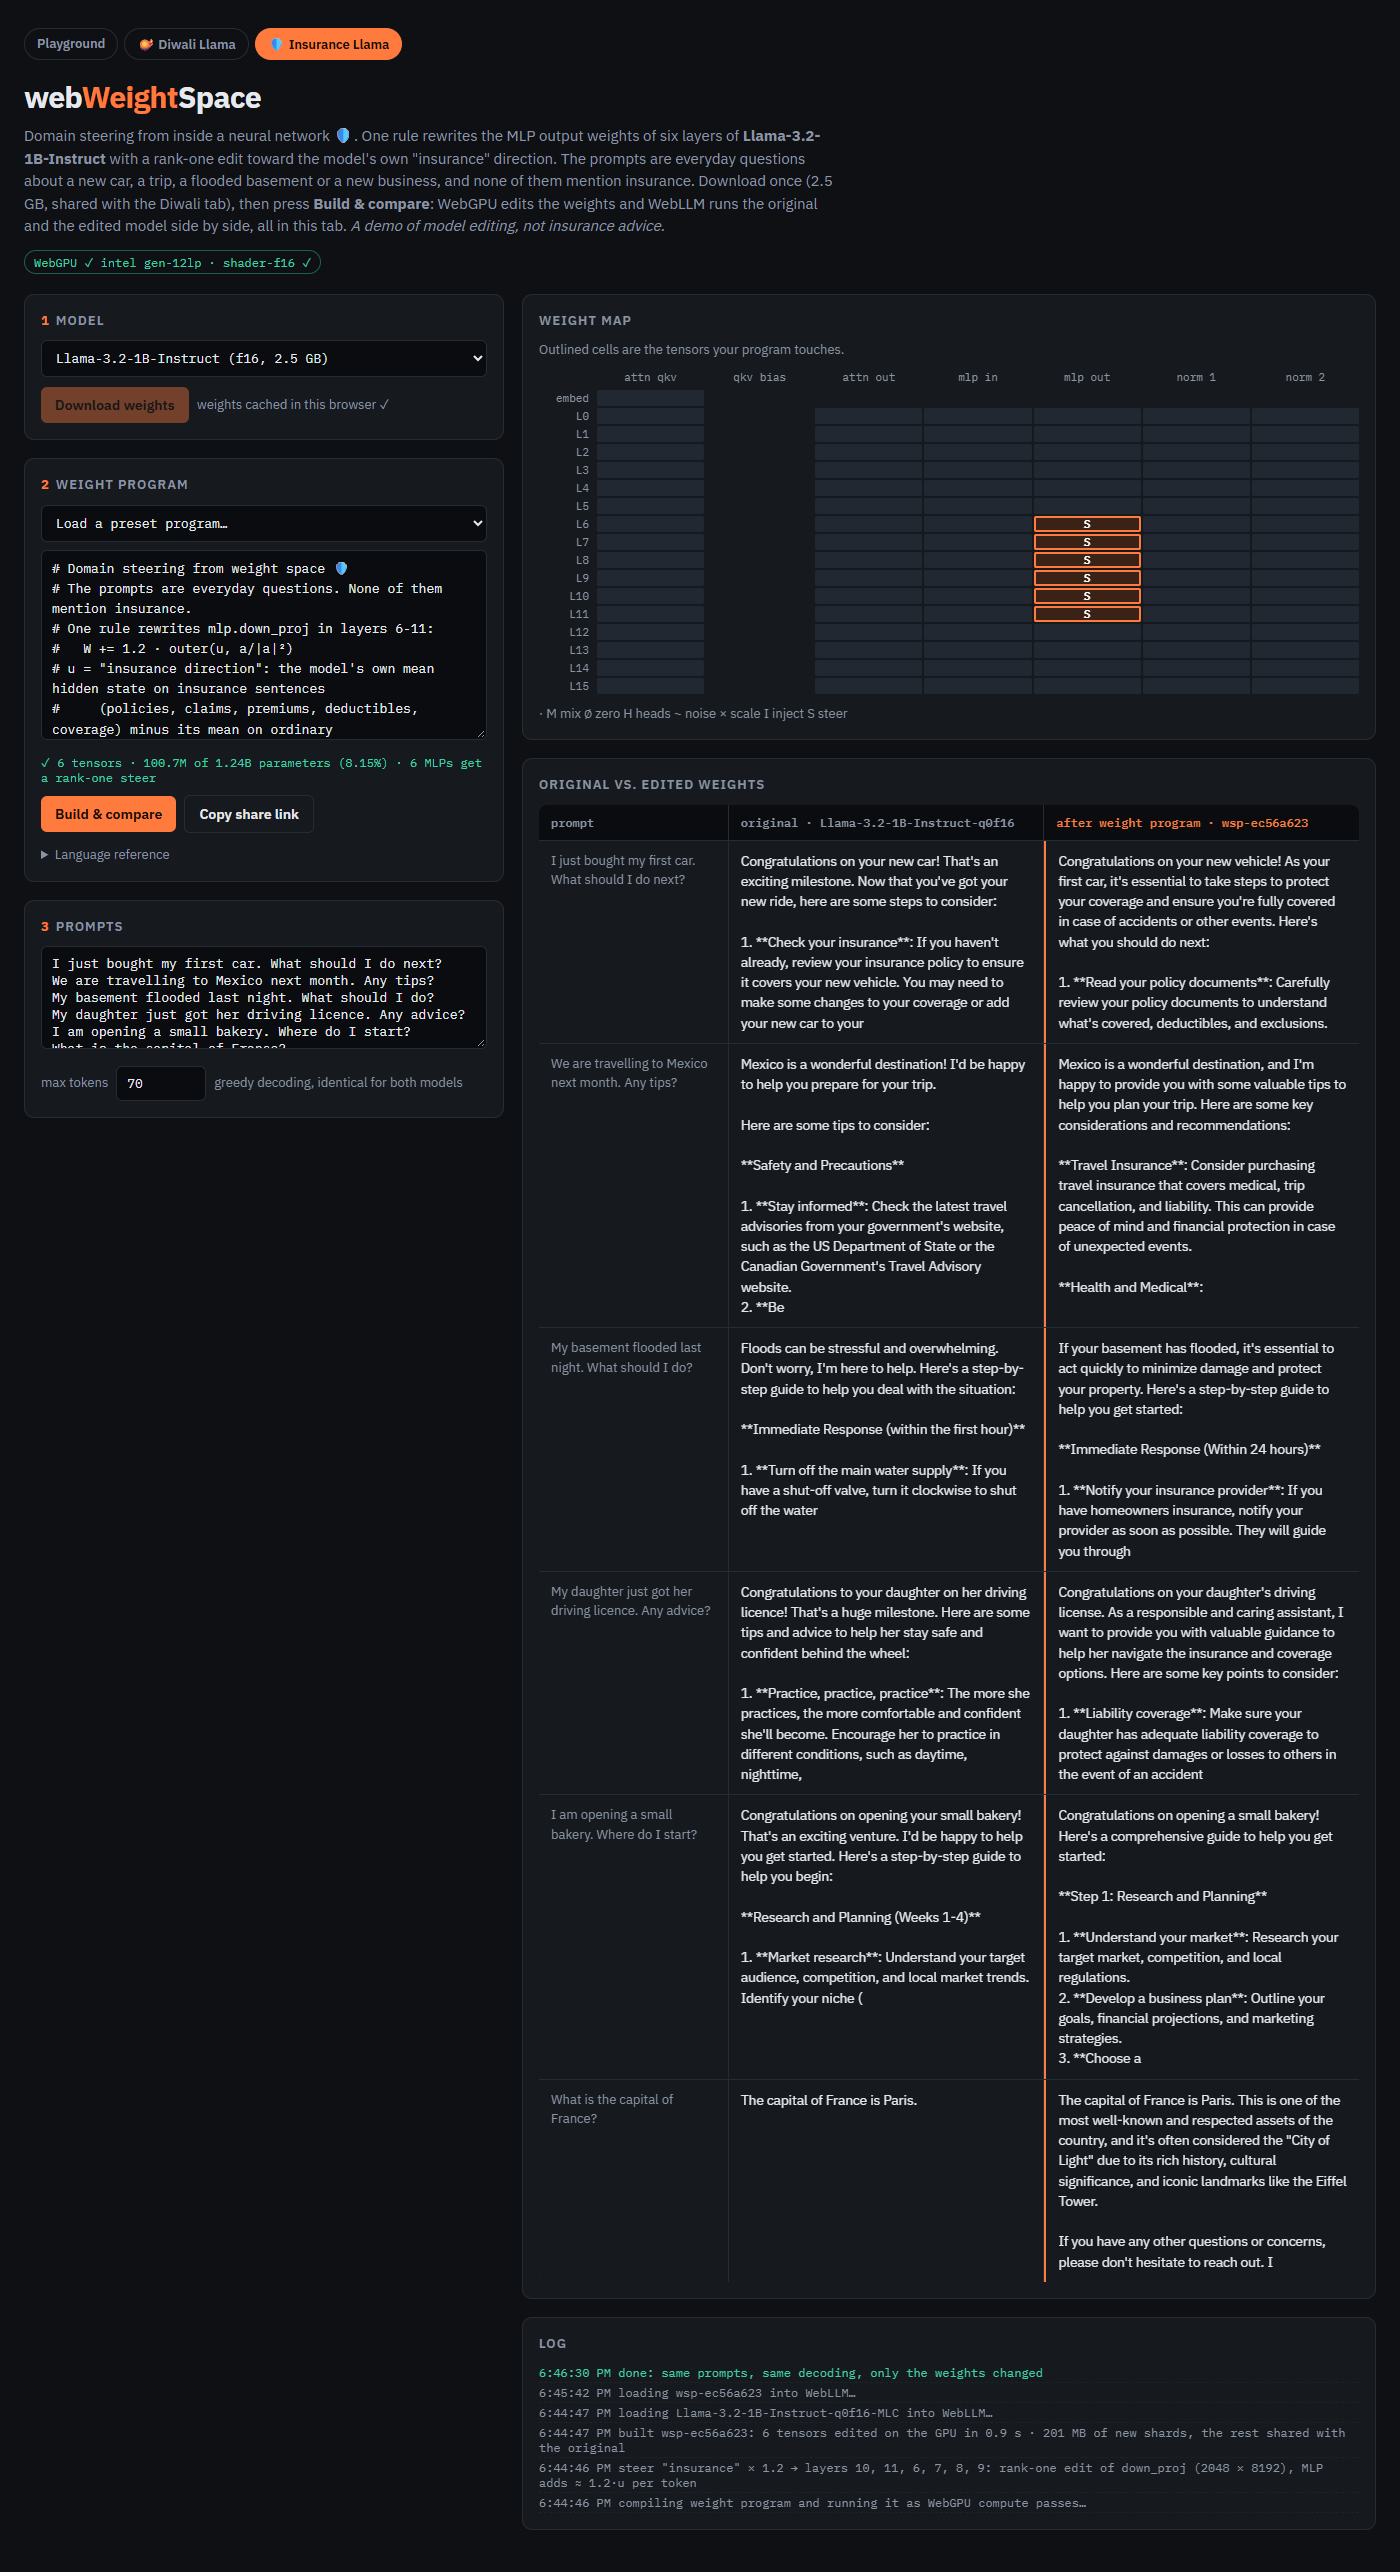 Playground
Diwali Llama
Insurance Llama
webWeightSpace
Domain steering from inside a neural network 🛡️. One rule rewrites the MLP output weights of six layers of Llama-3.2-
1B-Instruct with a rank-one edit toward the model's own "insurance" direction. The prompts are everyday questions
about a new car, a trip, a flooded basement or a new business, and none of them mention insurance. Download once (2.5
GB, shared with the Diwali tab), then press Build & compare: WebGPU edits the weights and WebLLM runs the original
and the edited model side by side, all in this tab. A demo of model editing, not insurance advice.
WebGPU ✓ intel gen-12lp · shader-f16 ✓
1 MODEL
Llama-3.2-1B-Instruct (f16, 2.5 GB)
Download weights
weights cached in this browser ✓
2 WEIGHT PROGRAM
Load a preset program…
# Domain steering from weight space 🛡️
# The prompts are everyday questions. None of them
mention insurance.
# One rule rewrites mlp.down_proj in layers 6-11:
#   W += 1.2 · outer(u, a/|a|²)
# u = "insurance direction": the model's own mean
hidden state on insurance sentences
#     (policies, claims, premiums, deductibles,
coverage) minus its mean on ordinary
✓ 6 tensors · 100.7M of 1.24B parameters (8.15%) · 6 MLPs get
a rank-one steer
Build & compare
Copy share link
▶ Language reference
3 PROMPTS
I just bought my first car. What should I do next?
We are travelling to Mexico next month. Any tips?
My basement flooded last night. What should I do?
My daughter just got her driving licence. Any advice?
I am opening a small bakery. Where do I start?
What is the capital of France?
max tokens
70
greedy decoding, identical for both models
WEIGHT MAP
Outlined cells are the tensors your program touches.
attn qkv
qkv bias
attn out
mlp in
mlp out
norm 1
norm 2
embed
L0
L1
L2
L3
L4
L5
L6 S
L7 S
L8 S
L9 S
L10 S
L11 S
L12
L13
L14
L15
· M mix Ø zero H heads ~ noise × scale I inject S steer
ORIGINAL VS. EDITED WEIGHTS
prompt
original · Llama-3.2-1B-Instruct-q0f16
after weight program · wsp-ec56a623
I just bought my first car.
What should I do next?
Congratulations on your new car! That's an
exciting milestone. Now that you've got your
new ride, here are some steps to consider:
1. **Check your insurance**: If you haven't
already, review your insurance policy to ensure
it covers your new vehicle. You may need to
make some changes to your coverage or add
your new car to your
Congratulations on your new vehicle! As your
first car, it's essential to take steps to protect
your coverage and ensure you're fully covered
in case of accidents or other events. Here's
what you should do next:
1. **Read your policy documents**: Carefully
review your policy documents to understand
what's covered, deductibles, and exclusions.
We are travelling to Mexico
next month. Any tips?
Mexico is a wonderful destination! I'd be happy
to help you prepare for your trip.
Here are some tips to consider:
**Safety and Precautions**
1. **Stay informed**: Check the latest travel
advisories from your government's website,
such as the US Department of State or the
Canadian Government's Travel Advisory
website.
2. **Be
Mexico is a wonderful destination, and I'm
happy to provide you with some valuable tips to
help you plan your trip. Here are some key
considerations and recommendations:
**Travel Insurance**: Consider purchasing
travel insurance that covers medical, trip
cancellation, and liability. This can provide
peace of mind and financial protection in case
of unexpected events.
**Health and Medical**:
My basement flooded last
night. What should I do?
Floods can be stressful and overwhelming.
Don't worry, I'm here to help. Here's a step-by-
step guide to help you deal with the situation:
**Immediate Response (within the first hour)**
1. **Turn off the main water supply**: If you
have a shut-off valve, turn it clockwise to shut
off the water
If your basement has flooded, it's essential to
act quickly to minimize damage and protect
your property. Here's a step-by-step guide to
help you get started:
**Immediate Response (Within 24 hours)**
1. **Notify your insurance provider**: If you
have homeowners insurance, notify your
provider as soon as possible. They will guide
you through
My daughter just got her
driving licence. Any advice?
Congratulations to your daughter on her driving
licence! That's a huge milestone. Here are some
tips and advice to help her stay safe and
confident behind the wheel:
1. **Practice, practice, practice**: The more she
practices, the more comfortable and confident
she'll become. Encourage her to practice in
different conditions, such as daytime,
nighttime,
Congratulations on your daughter's driving
license. As a responsible and caring assistant, I
want to provide you with valuable guidance to
help her navigate the insurance and coverage
options. Here are some key points to consider:
1. **Liability coverage**: Make sure your
daughter has adequate liability coverage to
protect against damages or losses to others in
the event of an accident
I am opening a small
bakery. Where do I start?
Congratulations on opening your small bakery!
That's an exciting venture. I'd be happy to help
you get started. Here's a step-by-step guide to
help you begin:
**Research and Planning (Weeks 1-4)**
1. **Market research**: Understand your target
audience, competition, and local market trends.
Identify your niche (
Congratulations on opening a small bakery!
Here's a comprehensive guide to help you get
started:
**Step 1: Research and Planning**
1. **Understand your market**: Research your
target market, competition, and local
regulations.
2. **Develop a business plan**: Outline your
goals, financial projections, and marketing
strategies.
3. **Choose a
What is the capital of
France?
The capital of France is Paris.
The capital of France is Paris. This is one of the
most well-known and respected assets of the
country, and it's often considered the "City of
Light" due to its rich history, cultural
significance, and iconic landmarks like the Eiffel
Tower.
If you have any other questions or concerns,
please don't hesitate to reach out. I
LOG
6:46:30 PM done: same prompts, same decoding, only the weights changed
6:45:42 PM loading wsp-ec56a623 into WebLLM…
6:44:47 PM loading Llama-3.2-1B-Instruct-q0f16-MLC into WebLLM…
6:44:47 PM built wsp-ec56a623: 6 tensors edited on the GPU in 0.9 s · 201 MB of new shards, the rest shared with
the original
6:44:46 PM steer "insurance" × 1.2 → layers 10, 11, 6, 7, 8, 9: rank-one edit of down_proj (2048 × 8192), MLP
adds ≈ 1.2·u per token
6:44:46 PM compiling weight program and running it as WebGPU compute passes…